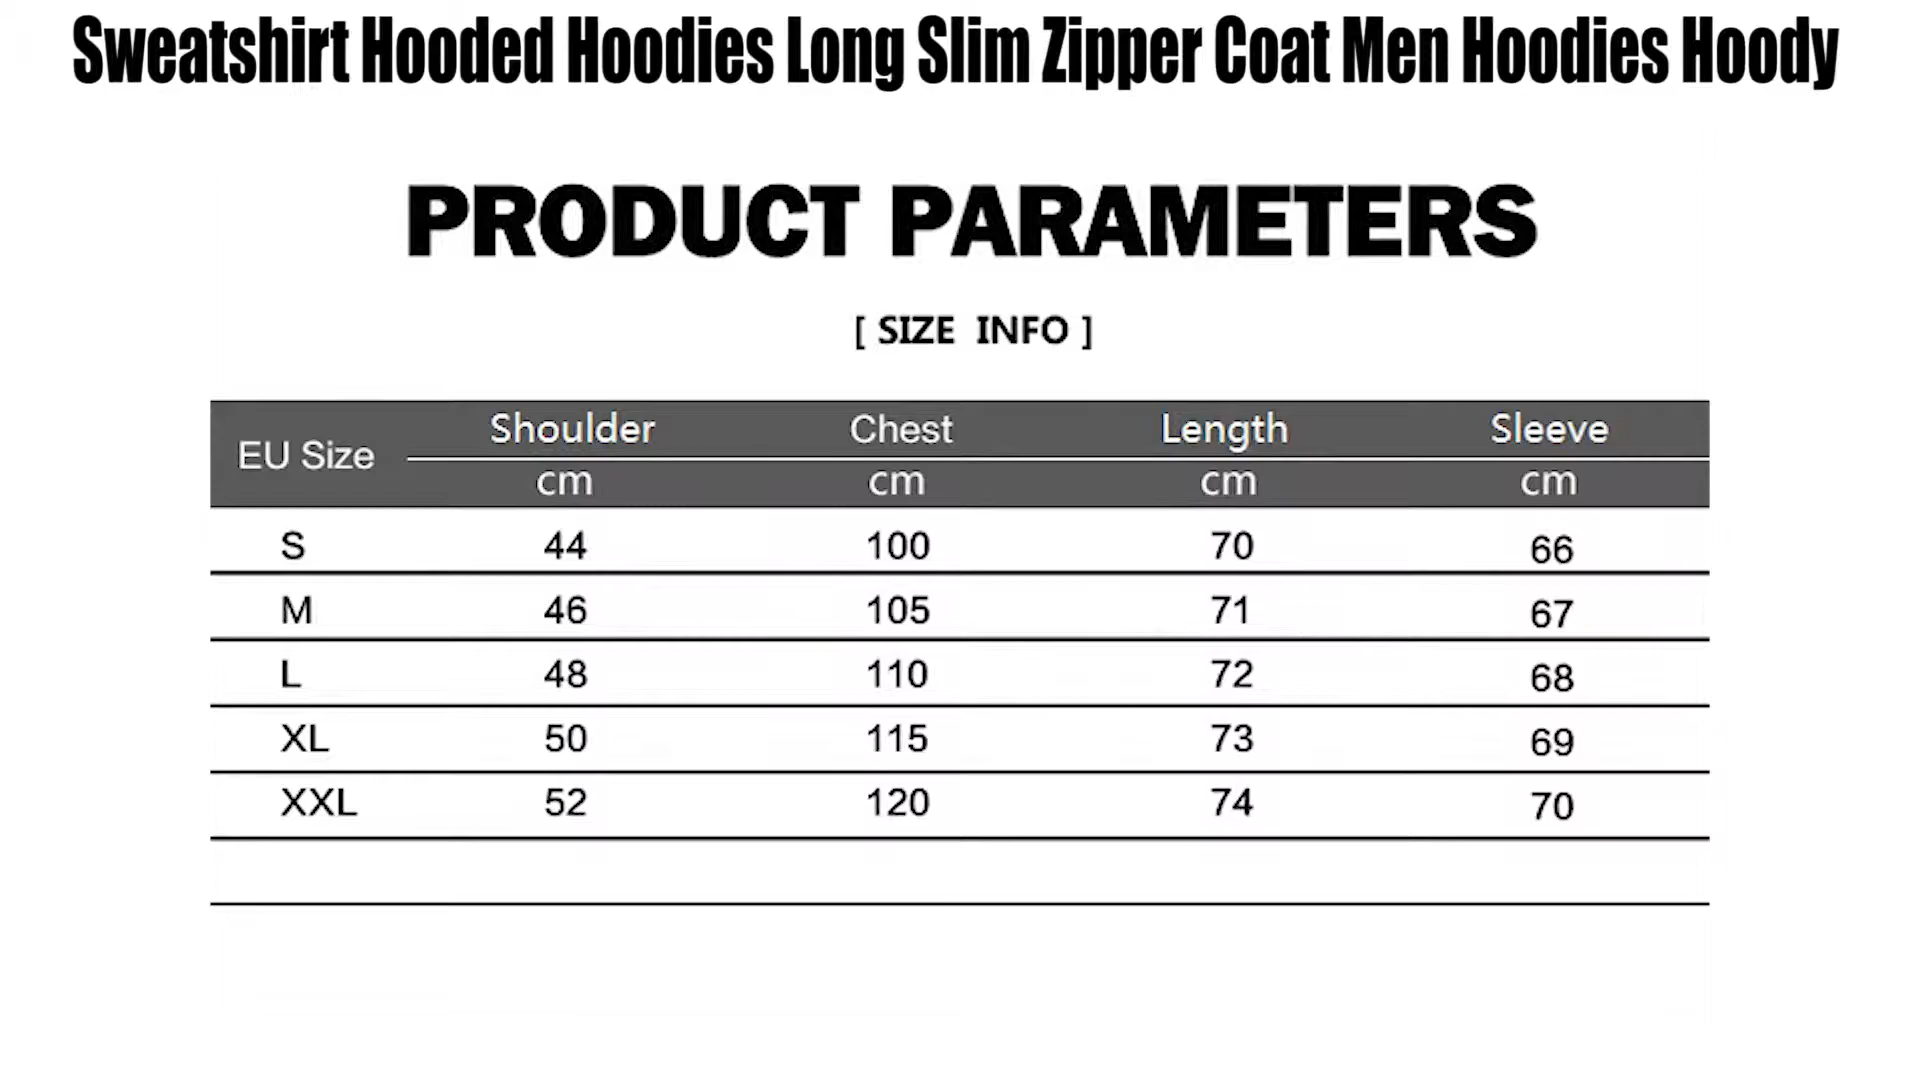 Sweatshirt Hooded Hoodies Long Slim Zipper Coat Men Hoodies Hoody
PRODUCT PARAMETERS
[ SIZE INFO ]
EU Size Shoulder Chest Length Sleeve
cm cm cm cm
S 44 100 70 66
M 46 105 71 67
L 48 110 72 68
XL 50 115 73 69
XXL 52 120 74 70